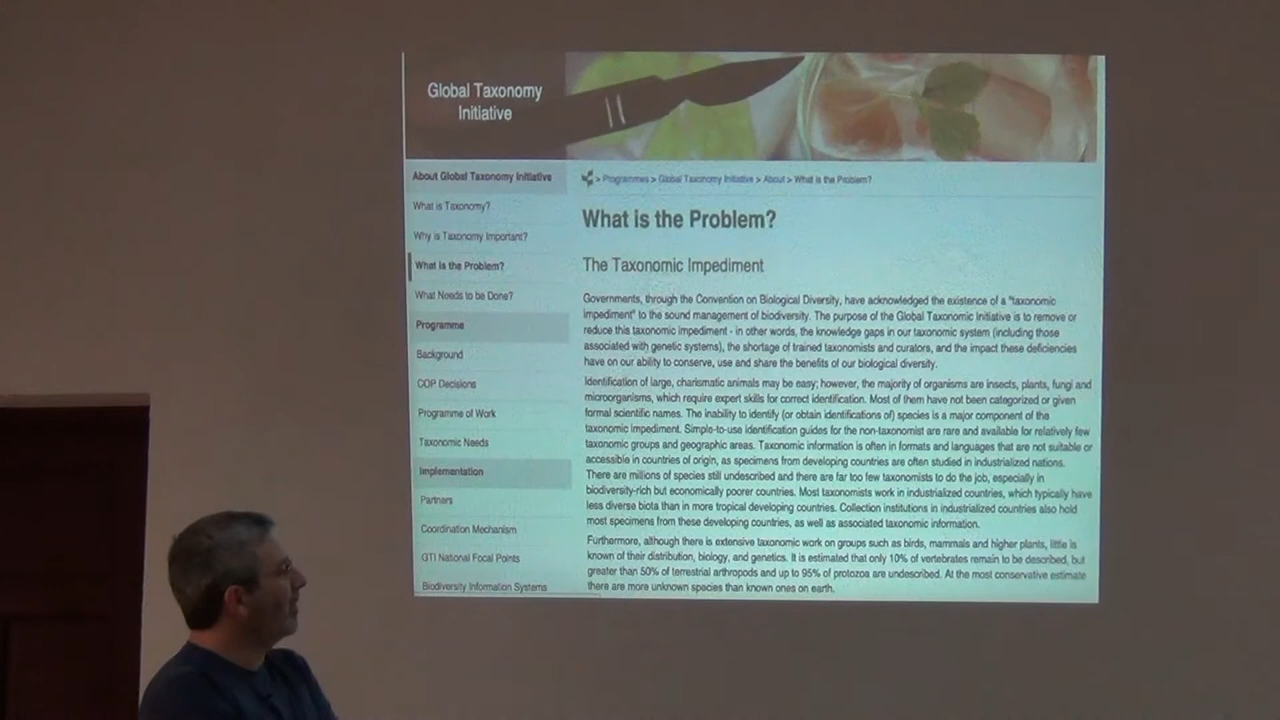 Global Taxonomy
Initiative
About Global Taxonomy Initiative
What is Taxonomy?
Why is Taxonomy Important?
What is the Problem?
What Needs to be Done?
Programme
Background
COP Decisions
Programme of Work
Taxonomic Needs
Implementation
Partners
Coordination Mechanism
GTI National Focal Points
Biodiversity Information Systems
> Programmes > Global Taxonomy Initiative > About > What is the Problem?
What is the Problem?
The Taxonomic Impediment
Governments, through the Convention on Biological Diversity, have acknowledged the existence of a "taxonomic
impediment" to the sound management of biodiversity. The purpose of the Global Taxonomic Initiative is to remove or
reduce this taxonomic impediment - in other words, the knowledge gaps in our taxonomic system (including those
associated with genetic systems), the shortage of trained taxonomists and curators, and the impact these deficiencies
have on our ability to conserve, use and share the benefits of our biological diversity.
Identification of large, charismatic animals may be easy; however, the majority of organisms are insects, plants, fungi and
microorganisms, which require expert skills for correct identification. Most of them have not been categorized or given
formal scientific names. The inability to identify (or obtain identifications of) species is a major component of the
taxonomic impediment. Simple-to-use identification guides for the non-taxonomist are rare and available for relatively few
taxonomic groups and geographic areas. Taxonomic information is often in formats and languages that are not suitable or
accessible in countries of origin, as specimens from developing countries are often studied in industrialized nations.
There are millions of species still undescribed and there are far too few taxonomists to do the job, especially in
biodiversity-rich but economically poorer countries. Most taxonomists work in industrialized countries, which typically have
less diverse biota than in more tropical developing countries. Collection institutions in industrialized countries also hold
most specimens from these developing countries, as well as associated taxonomic information.
Furthermore, although there is extensive taxonomic work on groups such as birds, mammals and higher plants, little is
known of their distribution, biology, and genetics. It is estimated that only 10% of vertebrates remain to be described, but
greater than 50% of terrestrial arthropods and up to 95% of protozoa are undescribed. At the most conservative estimate
there are more unknown species than known ones on earth.